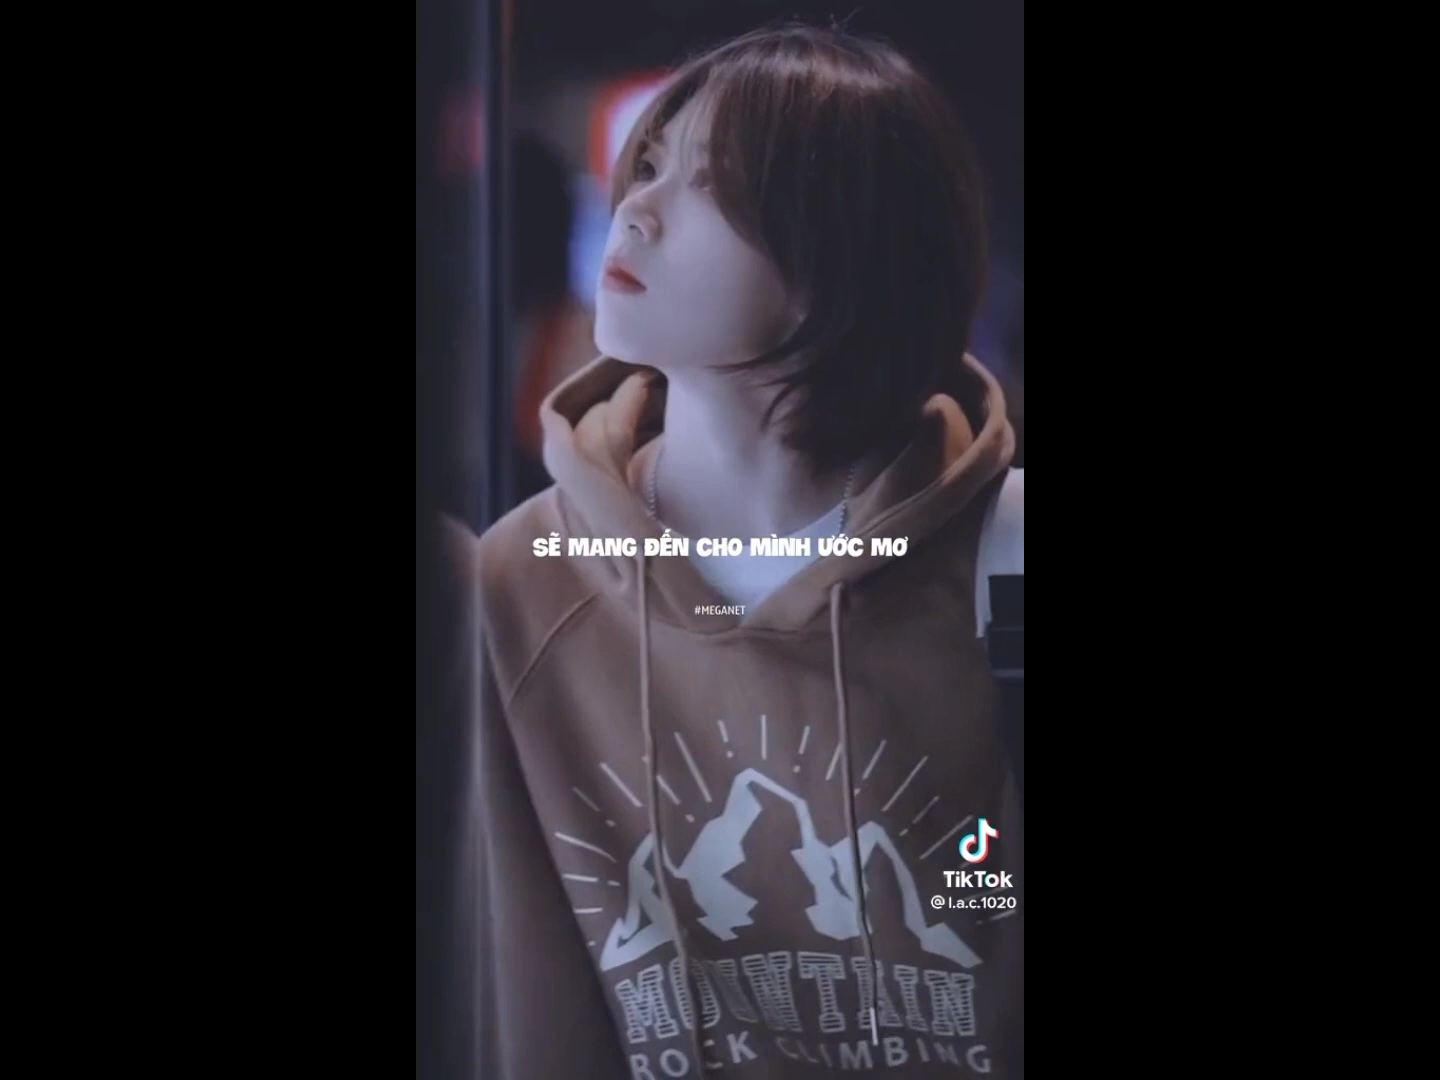 SẼ MANG ĐẾN CHO MÌNH ƯỚC MƠ
#MEGANET
TikTok
@l.a.c.1020
MOUNTAIN
ROCK CLIMBING